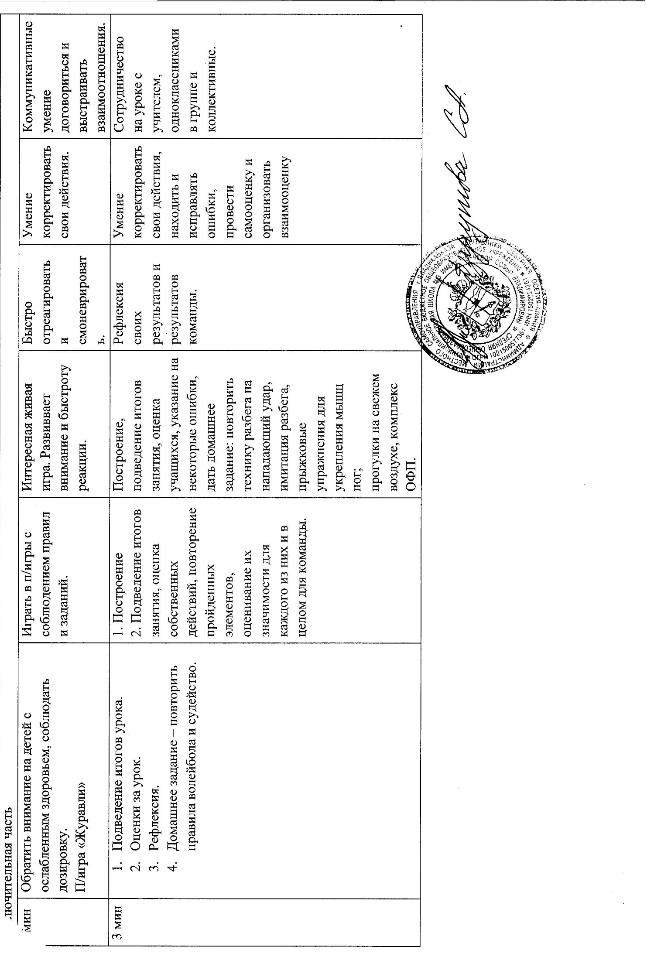 лючительная часть
мин
Обратить внимание на детей с
ослабленным здоровьем, соблюдать
дозировку.
П/игра «Журавли»
Играть в п/игры с
соблюдением правил
и заданий.
Интересная живая
игра. Развивает
внимание и быстроту
реакции.
Быстро
отреагировать
и
смоневрироват
ь.
Умение
корректировать
свои действия.
Коммуникативные
умение
договориться и
выстраивать
взаимоотношения.
3 мин
1. Подведение итогов урока.
2. Оценки за урок.
3. Рефлексия.
4. Домашнее задание – повторить
правила волейбола и судейство.
1. Построение
2. Подведение итогов
занятия, оценка
собственных
действий, повторение
пройденных
элементов,
оценивание их
значимости для
каждого из них и в
целом для команды.
Построение,
подведение итогов
занятия, оценка
учащихся, указание на
некоторые ошибки,
дать домашнее
задание: повторить
технику разбега на
нападающий удар,
имитация разбега,
прыжковые
упражнения для
укрепления мышц
ног;
прогулки на свежем
воздухе, комплекс
ОФП.
Рефлексия
своих
результатов и
результатов
команды.
Умение
корректировать
свои действия,
находить и
исправлять
ошибки,
провести
самооценку и
организовать
взаимооценку
Сотрудничество
на уроке с
учителем,
одноклассниками
в группе и
коллективные.